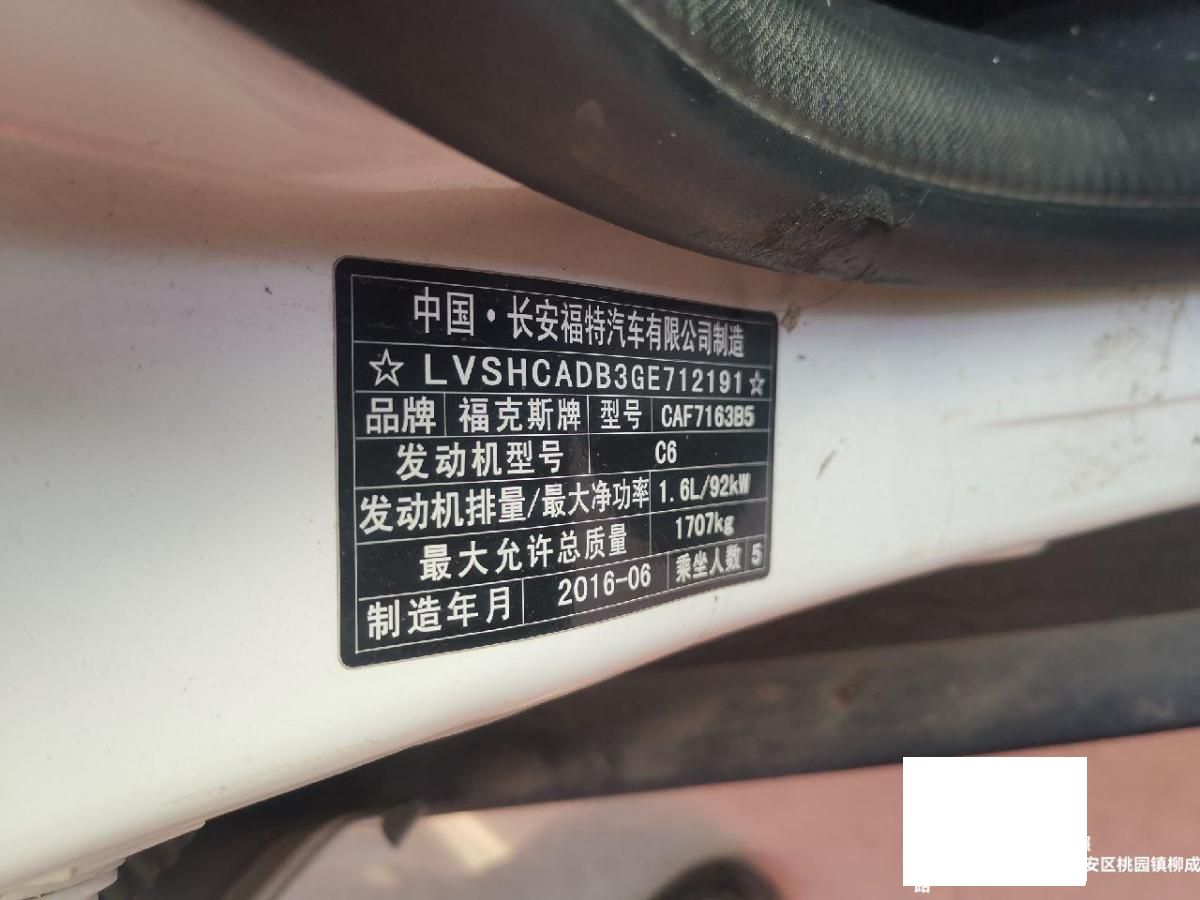 中国·长安福特汽车有限公司制造
☆LVSHCADB3GE712191☆
品牌 福克斯牌 型号 CAF7163B5
发动机型号 C6
发动机排量/最大净功率 1.6L/92kW
最大允许总质量 1707kg
制造年月 2016-06 乘坐人数 5
安区桃园镇柳成
路